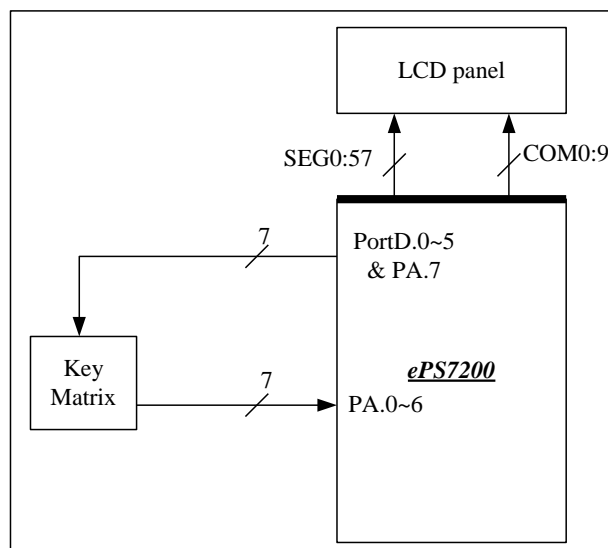 LCD panel
SEG0:57
COM0:9
7
PortD.0~5
& PA.7
Key
Matrix
7
ePS7200
PA.0~6